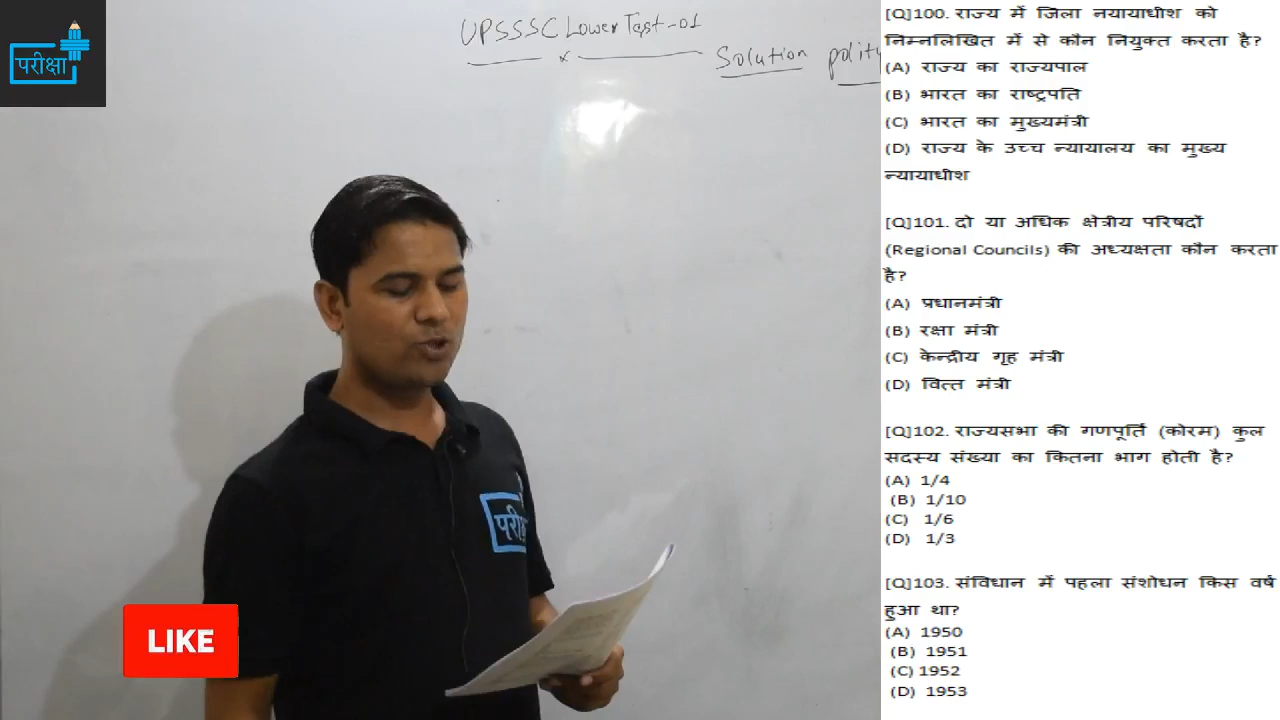 परीक्षा
UPSSSC Lower Test-01
Solution polity
[Q]100. राज्य में जिला नयायाधीश को
निम्नलिखित में से कौन नियुक्त करता है?
(A) राज्य का राज्यपाल
(B) भारत का राष्ट्रपति
(C) भारत का मुख्यमंत्री
(D) राज्य के उच्च न्यायालय का मुख्य
न्यायाधीश
[Q]101. दो या अधिक क्षेत्रीय परिषदों
(Regional Councils) की अध्यक्षता कौन करता
है?
(A) प्रधानमंत्री
(B) रक्षा मंत्री
(C) केन्द्रीय गृह मंत्री
(D) वित्त मंत्री
[Q]102. राज्यसभा की गणपूर्ति (कोरम) कुल
सदस्य संख्या का कितना भाग होती है?
(A) 1/4
(B) 1/10
(C) 1/6
(D) 1/3
[Q]103. संविधान में पहला संशोधन किस वर्ष
हुआ था?
(A) 1950
(B) 1951
(C) 1952
(D) 1953
परी
LIKE